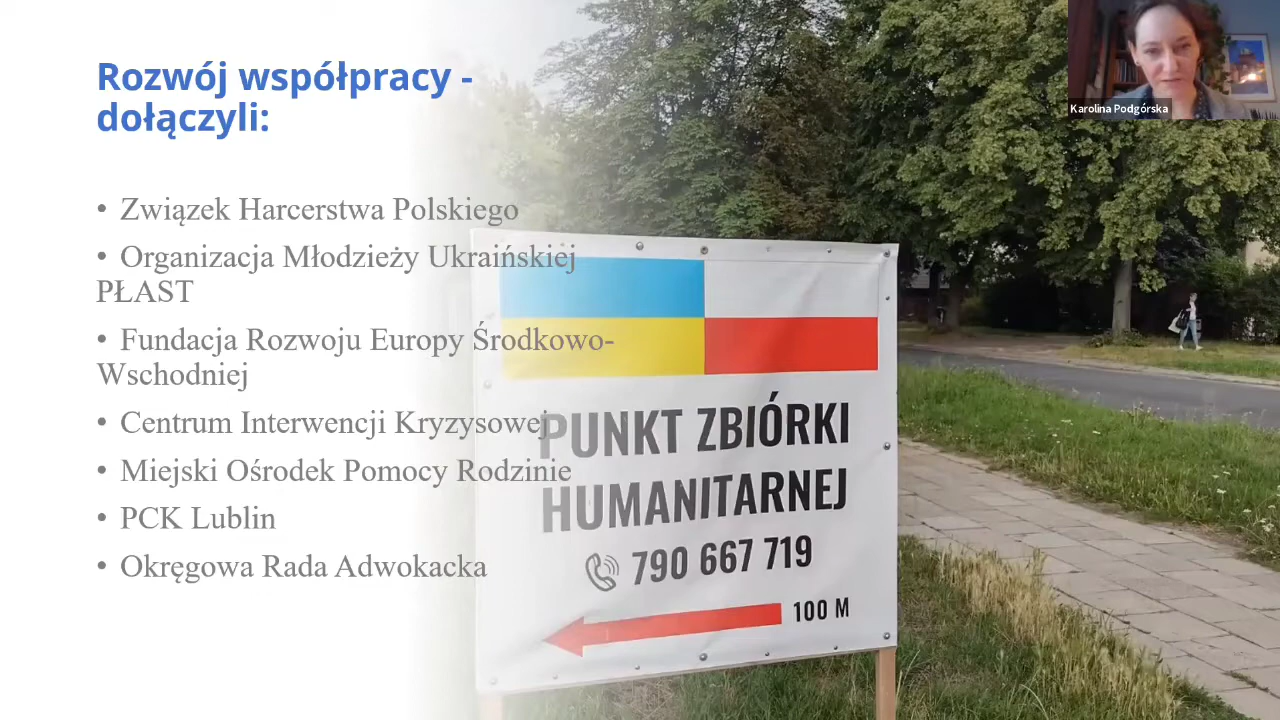 Rozwój współpracy -
dołączyli:
• Związek Harcerstwa Polskiego
• Organizacja Młodzieży Ukraińskiej
PŁAST
• Fundacja Rozwoju Europy Środkowo-
Wschodniej
• Centrum Interwencji Kryzysowej
• Miejski Ośrodek Pomocy Rodzinie
• PCK Lublin
• Okręgowa Rada Adwokacka
PUNKT ZBIÓRKI
HUMANITARNEJ
790 667 719
100 M
Karolina Podgórska